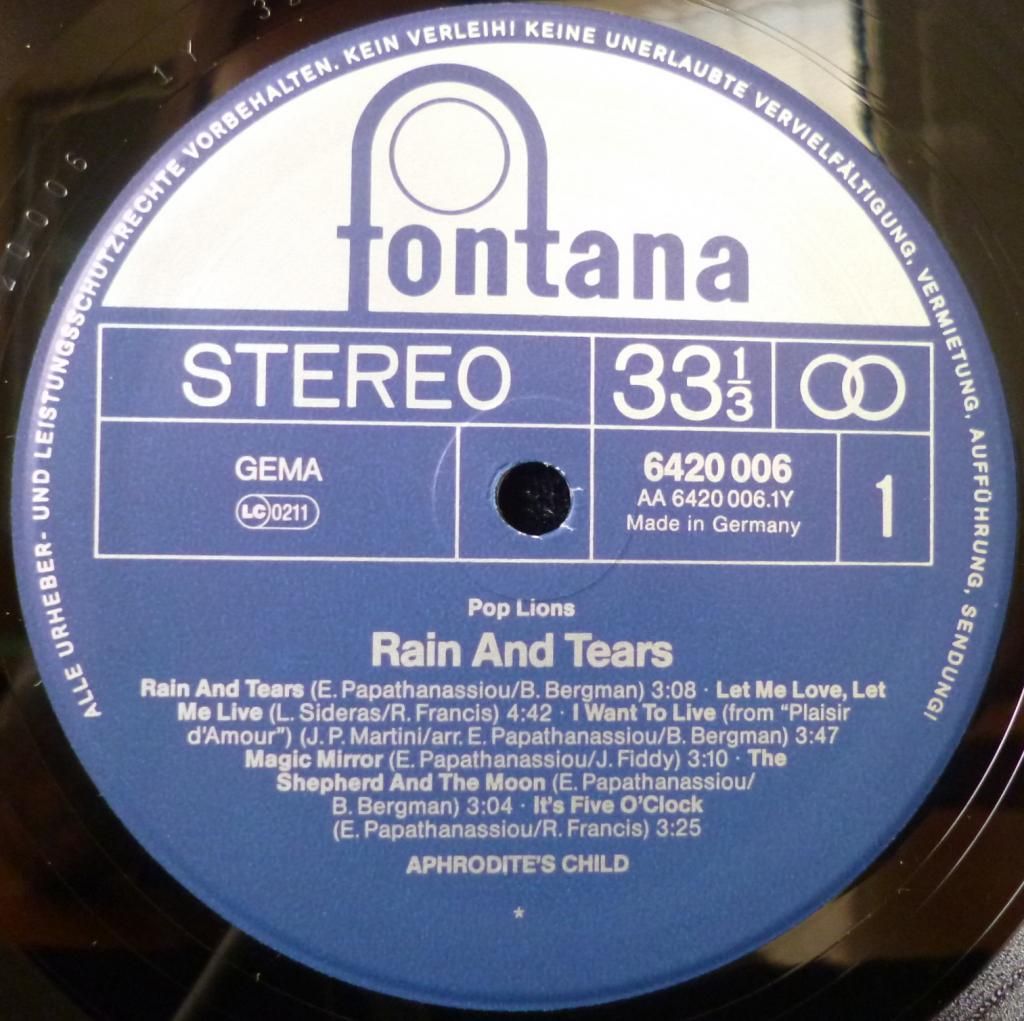 ALLE URHEBER- UND LEISTUNGSSCHUTZRECHTE VORBEHALTEN. KEIN VERLEIH! KEINE UNERLAUBTE VERVIELFÄLTIGUNG, VERMIETUNG, AUFFÜHRUNG, SENDUNG!
fontana
STEREO
33 1/3
GEMA
LC 0211
6420 006
AA 6420 006.1Y
Made in Germany
1
Pop Lions
Rain And Tears
Rain And Tears (E. Papathanassiou/B. Bergman) 3:08 · Let Me Love, Let
Me Live (L. Sideras/R. Francis) 4:42 · I Want To Live (from “Plaisir
d'Amour”) (J. P. Martini/arr. E. Papathanassiou/B. Bergman) 3:47
Magic Mirror (E. Papathanassiou/J. Fiddy) 3:10 · The
Shepherd And The Moon (E. Papathanassiou/
B. Bergman) 3:04 · It's Five O'Clock
(E. Papathanassiou/R. Francis) 3:25
APHRODITE'S CHILD
*